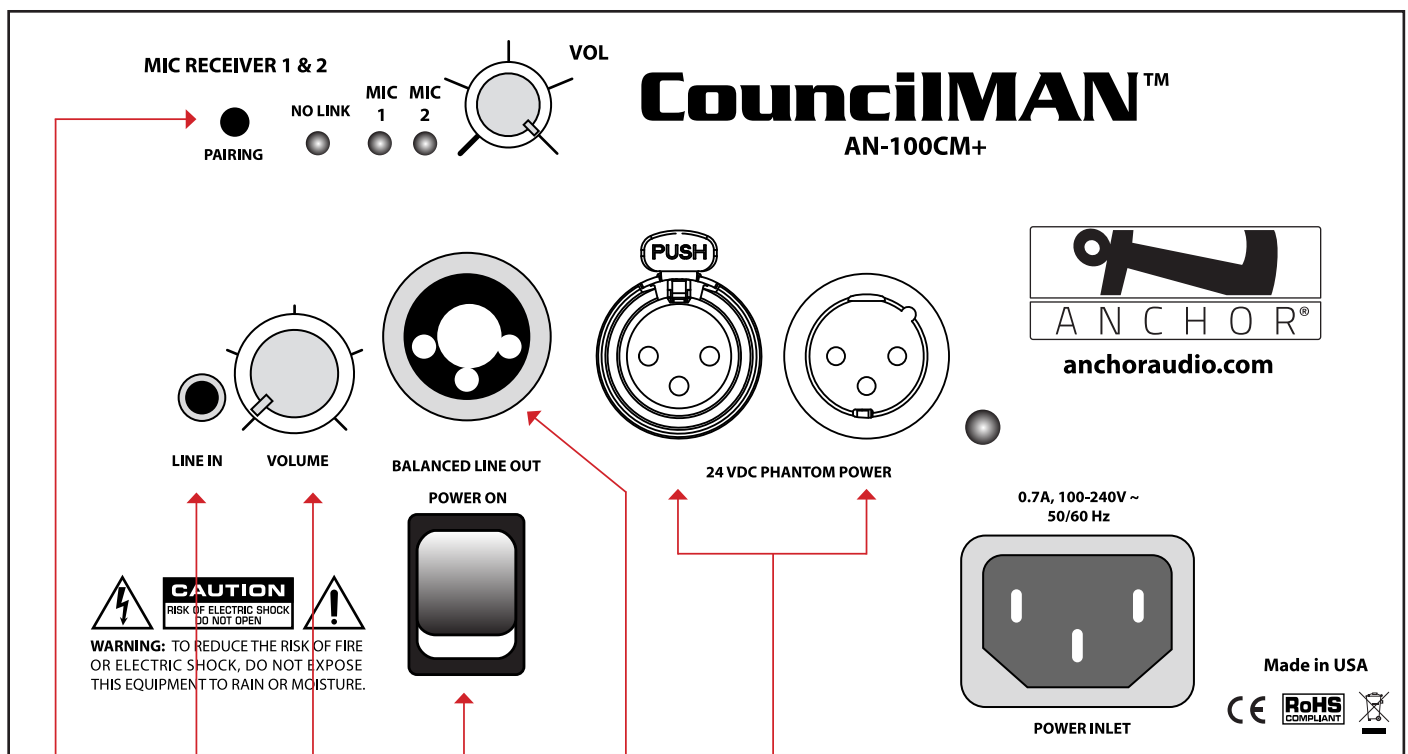 MIC RECEIVER 1 & 2
VOL
NO LINK
MIC
1
MIC
2
PAIRING
CouncilMAN™
AN-100CM+
PUSH
ANCHOR®
anchoraudio.com
LINE IN
VOLUME
BALANCED LINE OUT
24 VDC PHANTOM POWER
POWER ON
0.7A, 100-240V ~
50/60 Hz
CAUTION
RISK OF ELECTRIC SHOCK
DO NOT OPEN
WARNING: TO REDUCE THE RISK OF FIRE
OR ELECTRIC SHOCK, DO NOT EXPOSE
THIS EQUIPMENT TO RAIN OR MOISTURE.
POWER INLET
Made in USA
CE
RoHS
COMPLIANT